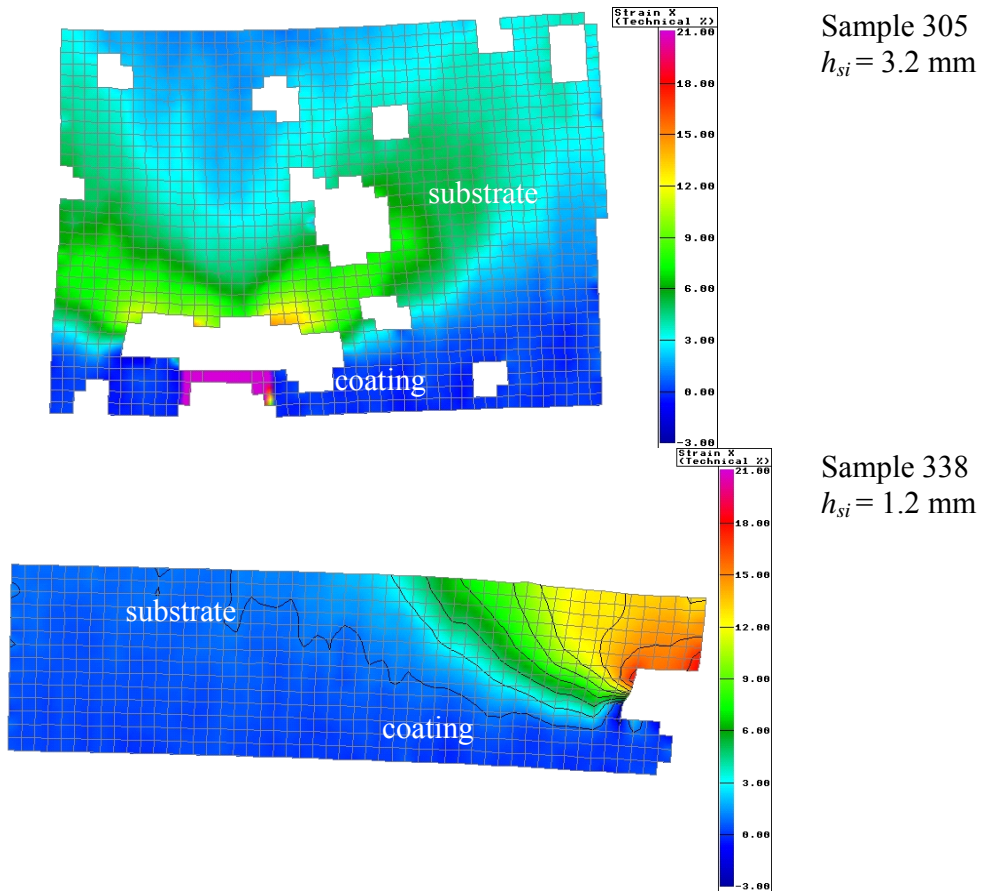 Strain X
(Technical %)
21.00
18.00
15.00
12.00
9.00
6.00
3.00
0.00
-3.00
substrate
coating
Sample 305
hsi = 3.2 mm
Strain X
(Technical %)
21.00
18.00
15.00
12.00
9.00
6.00
3.00
0.00
-3.00
substrate
coating
Sample 338
hsi = 1.2 mm